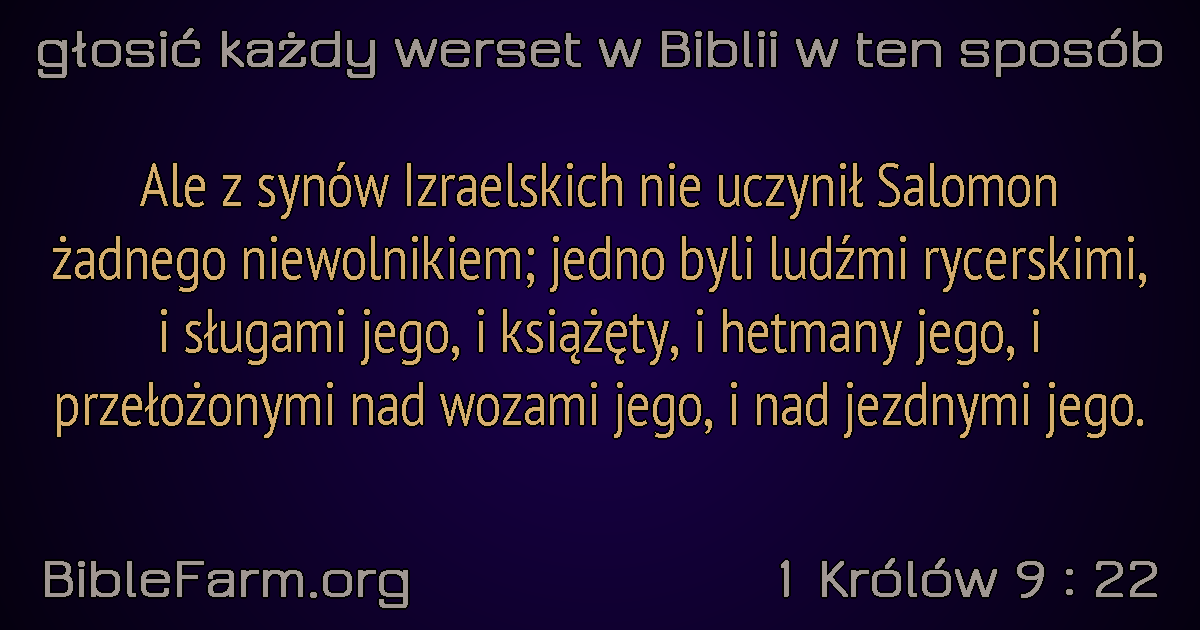 głosić każdy werset w Biblii w ten sposób
Ale z synów Izraelskich nie uczynił Salomon
żadnego niewolnikiem; jedno byli ludźmi rycerskimi,
i sługami jego, i książęty, i hetmany jego, i
przełożonymi nad wozami jego, i nad jezdnymi jego.
BibleFarm.org
1 Królów 9 : 22